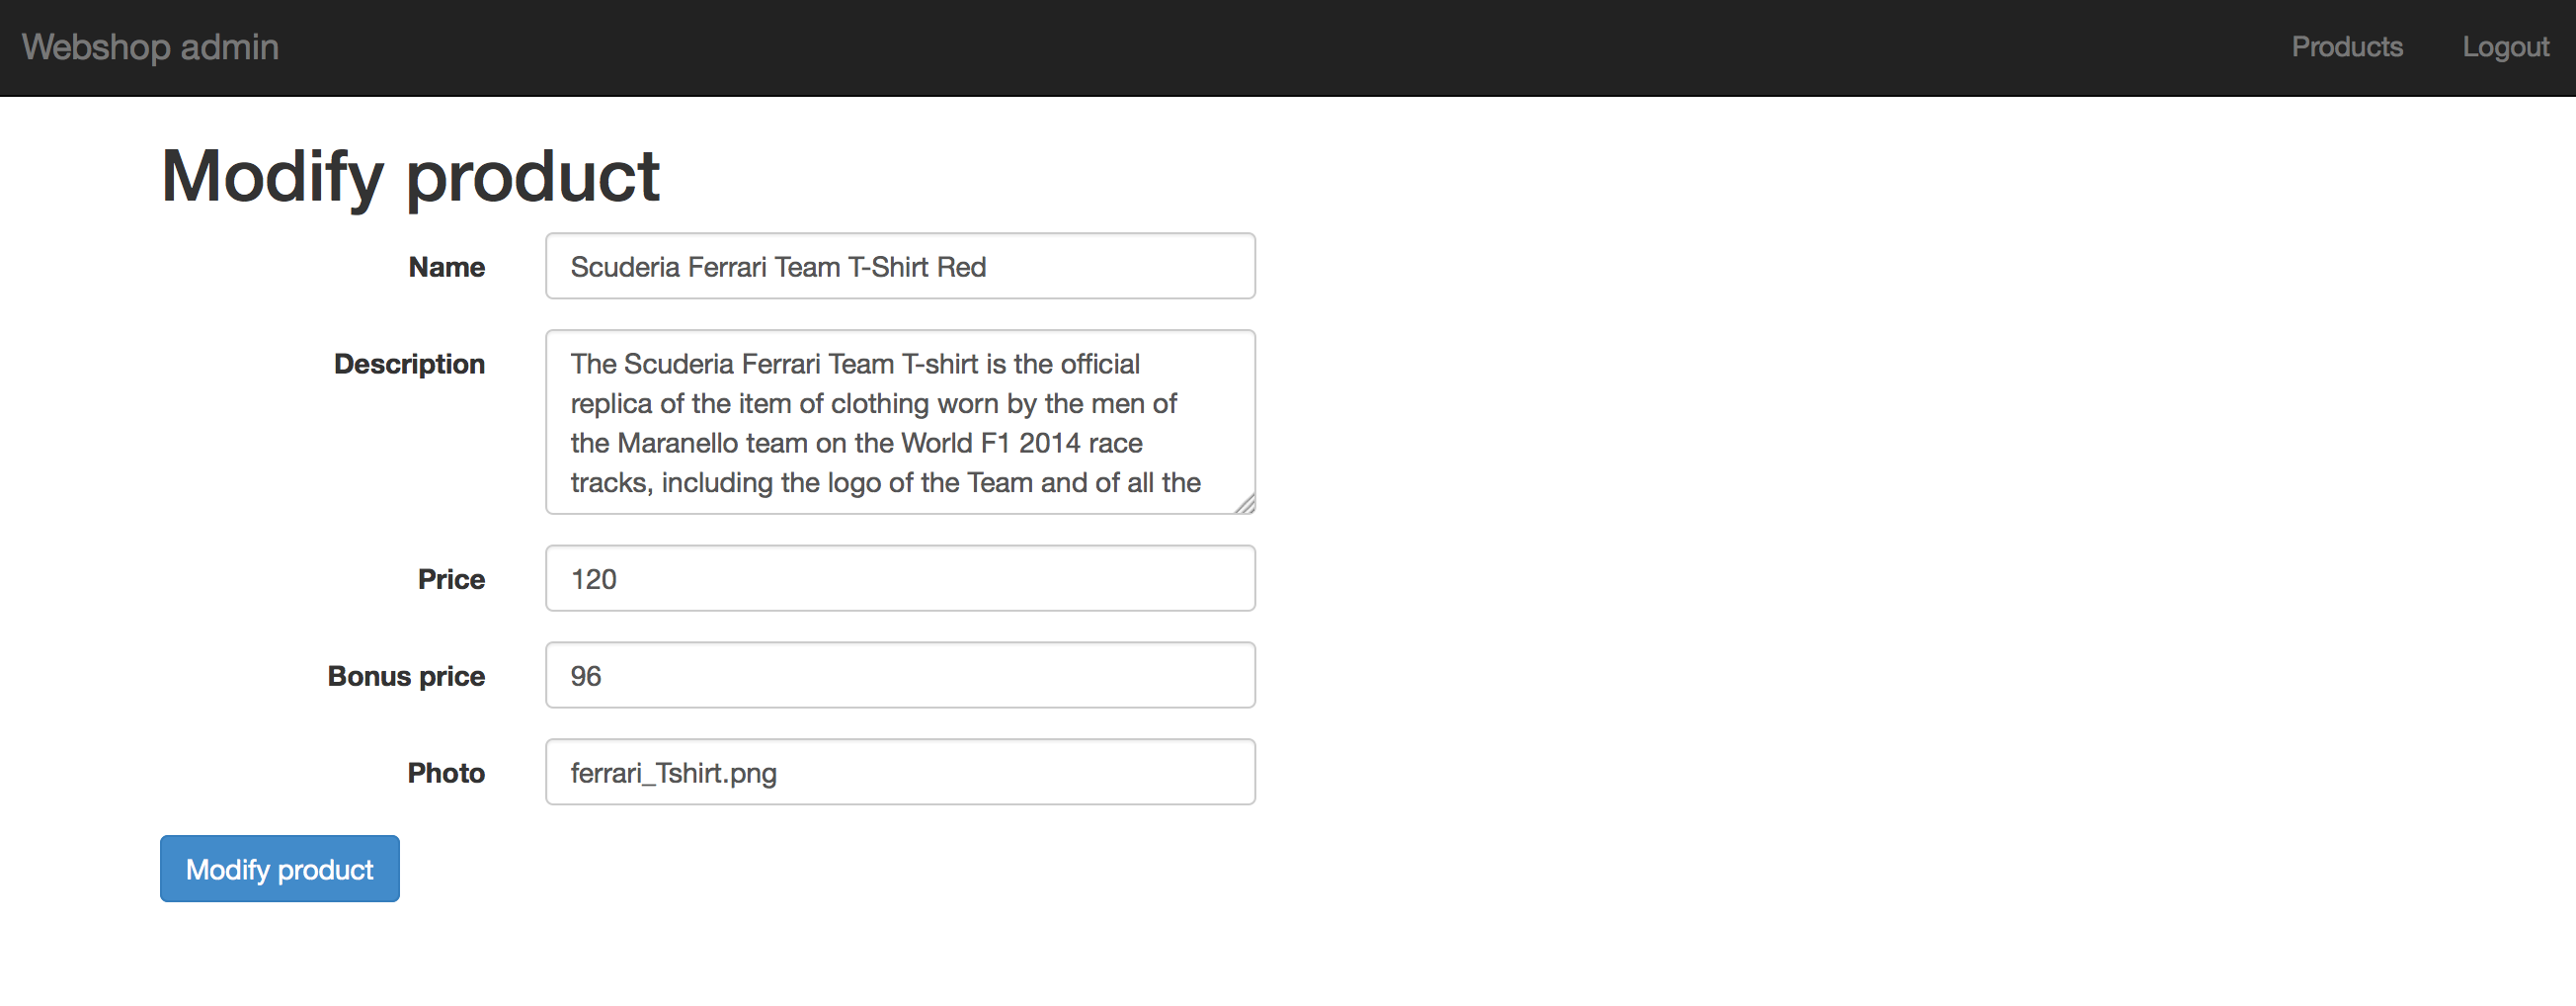 Webshop admin Products Logout
Modify product
Name Scuderia Ferrari Team T-Shirt Red
Description The Scuderia Ferrari Team T-shirt is the official
replica of the item of clothing worn by the men of
the Maranello team on the World F1 2014 race
tracks, including the logo of the Team and of all the
Price 120
Bonus price 96
Photo ferrari_Tshirt.png
Modify product